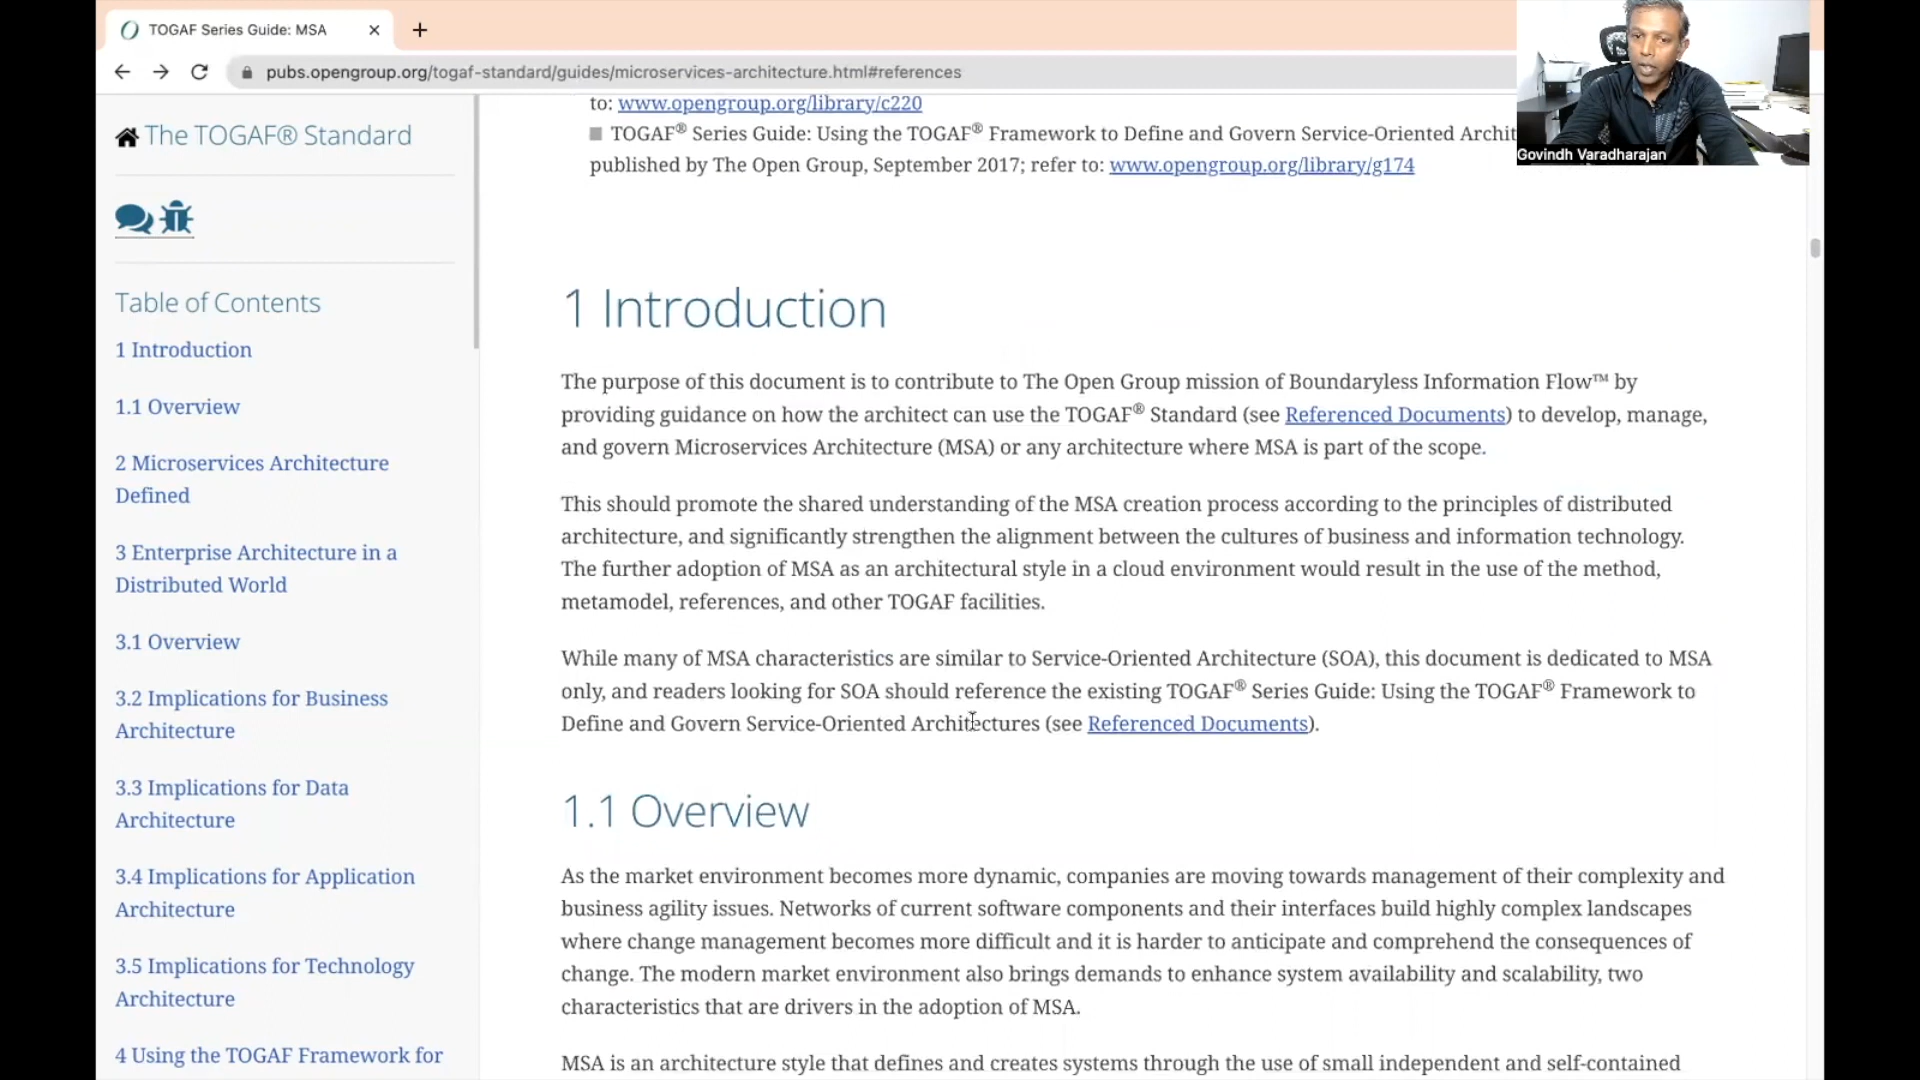 TOGAF Series Guide: MSA
pubs.opengroup.org/togaf-standard/guides/microservices-architecture.html#references
Govindh Varadharajan
The TOGAF® Standard
Table of Contents
1 Introduction
1.1 Overview
2 Microservices Architecture
Defined
3 Enterprise Architecture in a
Distributed World
3.1 Overview
3.2 Implications for Business
Architecture
3.3 Implications for Data
Architecture
3.4 Implications for Application
Architecture
3.5 Implications for Technology
Architecture
4 Using the TOGAF Framework for
to: www.opengroup.org/library/c220
TOGAF® Series Guide: Using the TOGAF® Framework to Define and Govern Service-Oriented Archit
published by The Open Group, September 2017; refer to: www.opengroup.org/library/g174
1 Introduction
The purpose of this document is to contribute to The Open Group mission of Boundaryless Information Flow™ by
providing guidance on how the architect can use the TOGAF® Standard (see Referenced Documents) to develop, manage,
and govern Microservices Architecture (MSA) or any architecture where MSA is part of the scope.
This should promote the shared understanding of the MSA creation process according to the principles of distributed
architecture, and significantly strengthen the alignment between the cultures of business and information technology.
The further adoption of MSA as an architectural style in a cloud environment would result in the use of the method,
metamodel, references, and other TOGAF facilities.
While many of MSA characteristics are similar to Service-Oriented Architecture (SOA), this document is dedicated to MSA
only, and readers looking for SOA should reference the existing TOGAF® Series Guide: Using the TOGAF® Framework to
Define and Govern Service-Oriented Architectures (see Referenced Documents).
1.1 Overview
As the market environment becomes more dynamic, companies are moving towards management of their complexity and
business agility issues. Networks of current software components and their interfaces build highly complex landscapes
where change management becomes more difficult and it is harder to anticipate and comprehend the consequences of
change. The modern market environment also brings demands to enhance system availability and scalability, two
characteristics that are drivers in the adoption of MSA.
MSA is an architecture style that defines and creates systems through the use of small independent and self-contained